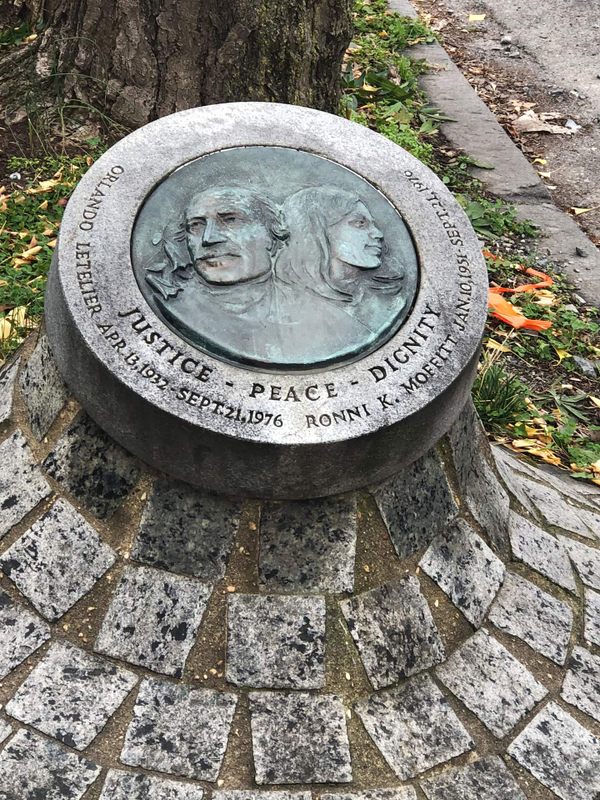 JUSTICE - PEACE - DIGNITY
ORLANDO LETELIER APR. 13, 1932 - SEPT. 21, 1976
RONNI K. MOFFITT JAN. 10, 1951 - SEPT. 21, 1976